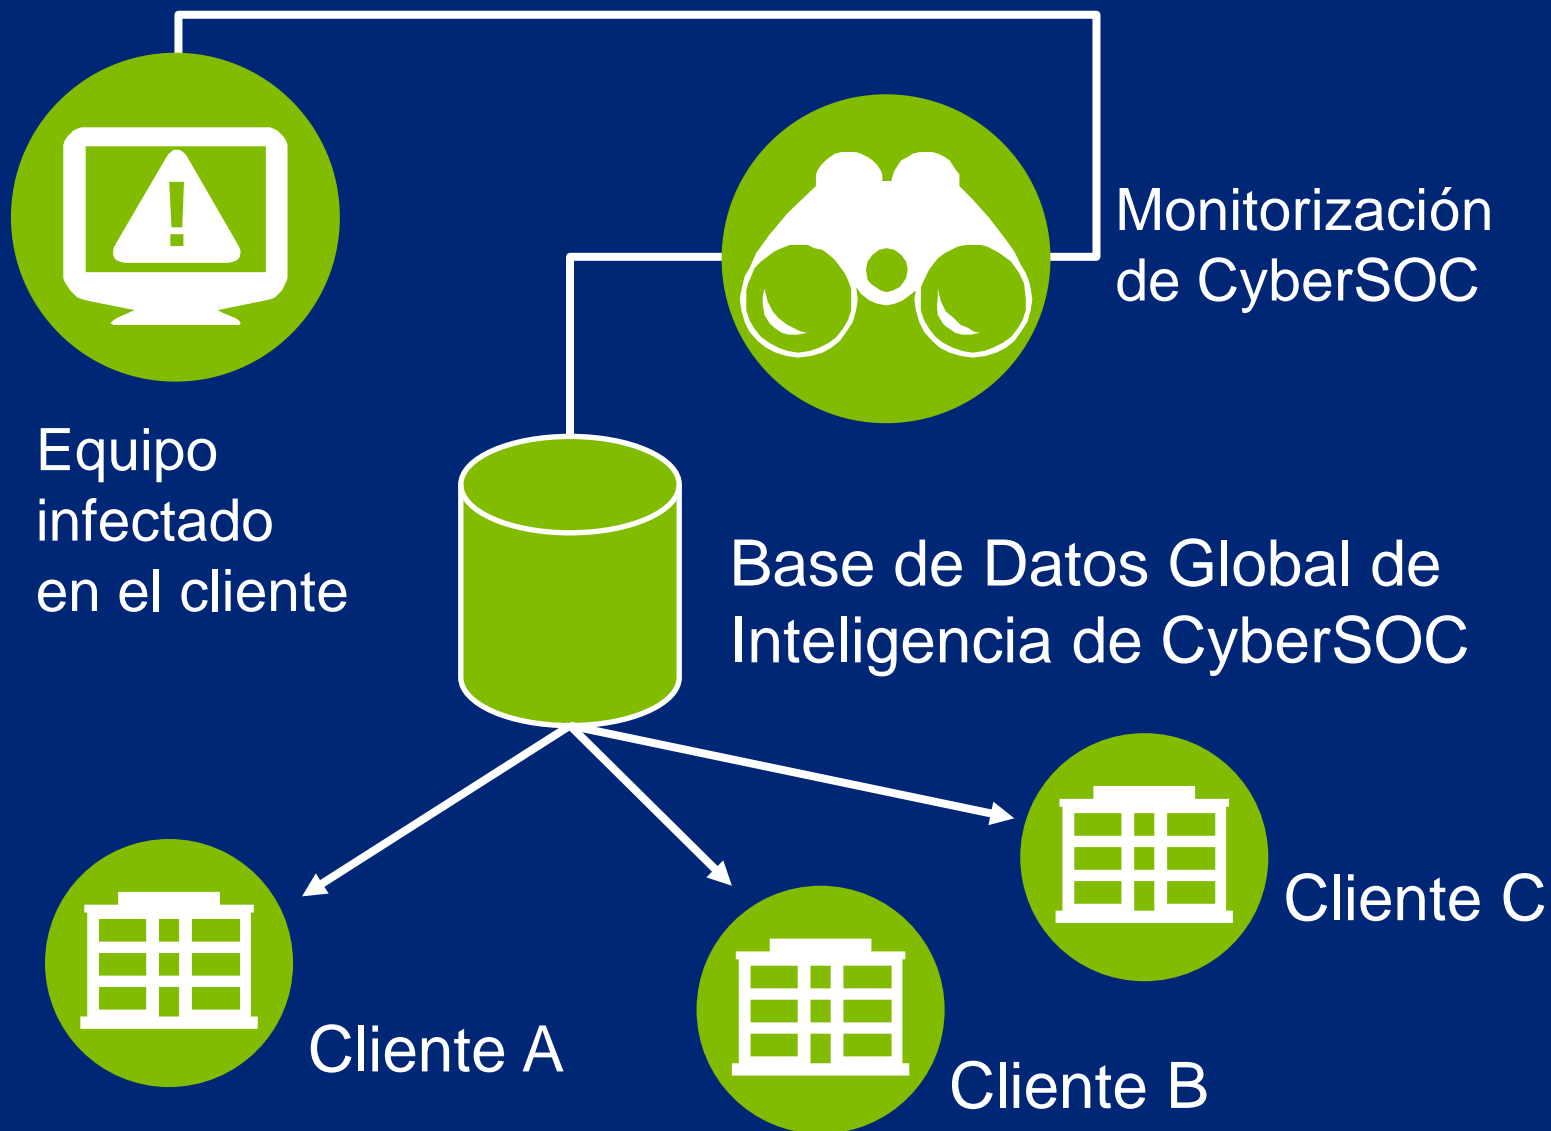 Monitorización
de CyberSOC
Equipo
infectado
en el cliente
Base de Datos Global de
Inteligencia de CyberSOC
Cliente C
Cliente A
Cliente B